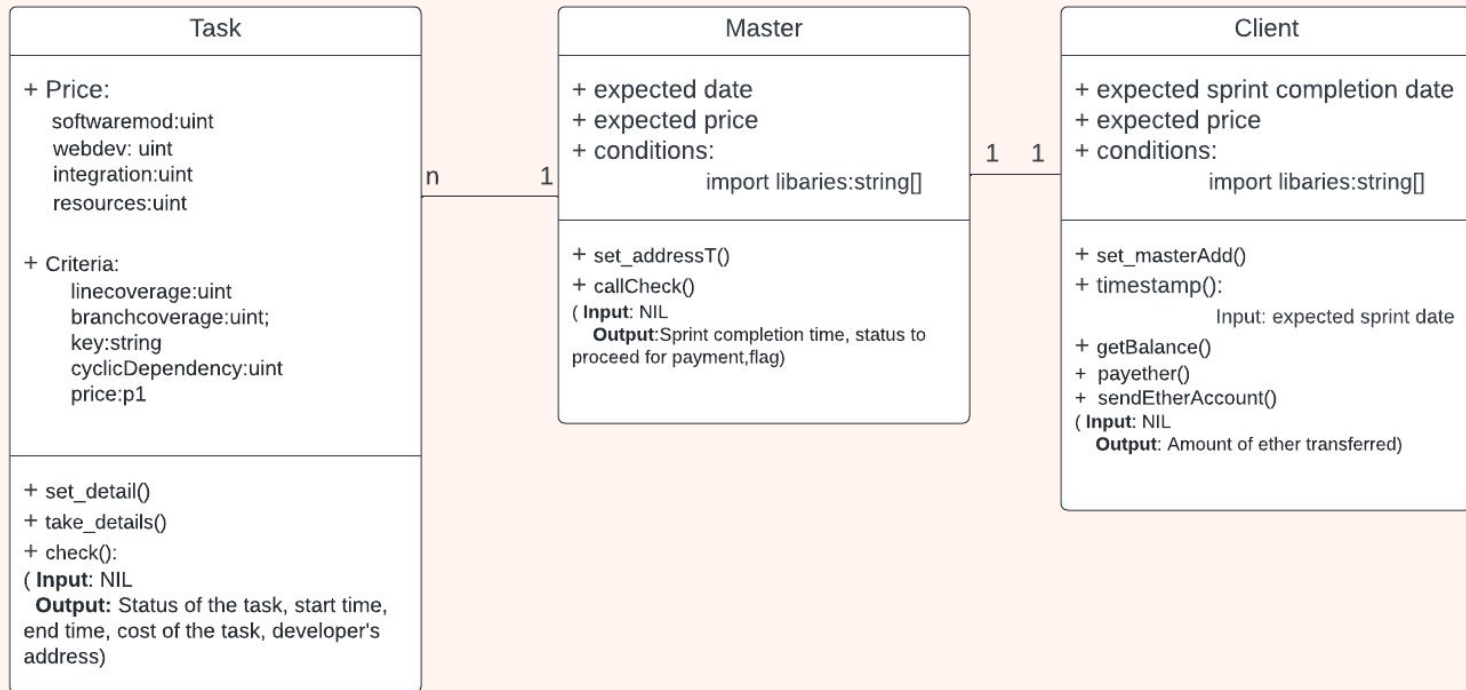 Task
+ Price:
softwaremod:uint
webdev: uint
integration:uint
resources:uint
+ Criteria:
linecoverage:uint
branchcoverage:uint;
key:string
cyclicDependency:uint
price:p1
+ set_detail()
+ take_details()
+ check():
( Input: NIL
Output: Status of the task, start time,
end time, cost of the task, developer's
address)
n
1
Master
+ expected date
+ expected price
+ conditions:
import libaries:string[]
+ set_addressT()
+ callCheck()
( Input: NIL
Output:Sprint completion time, status to
proceed for payment,flag)
1
1
Client
+ expected sprint completion date
+ expected price
+ conditions:
import libaries:string[]
+ set_masterAdd()
+ timestamp():
Input: expected sprint date
+ getBalance()
+ payether()
+ sendEtherAccount()
( Input: NIL
Output: Amount of ether transferred)